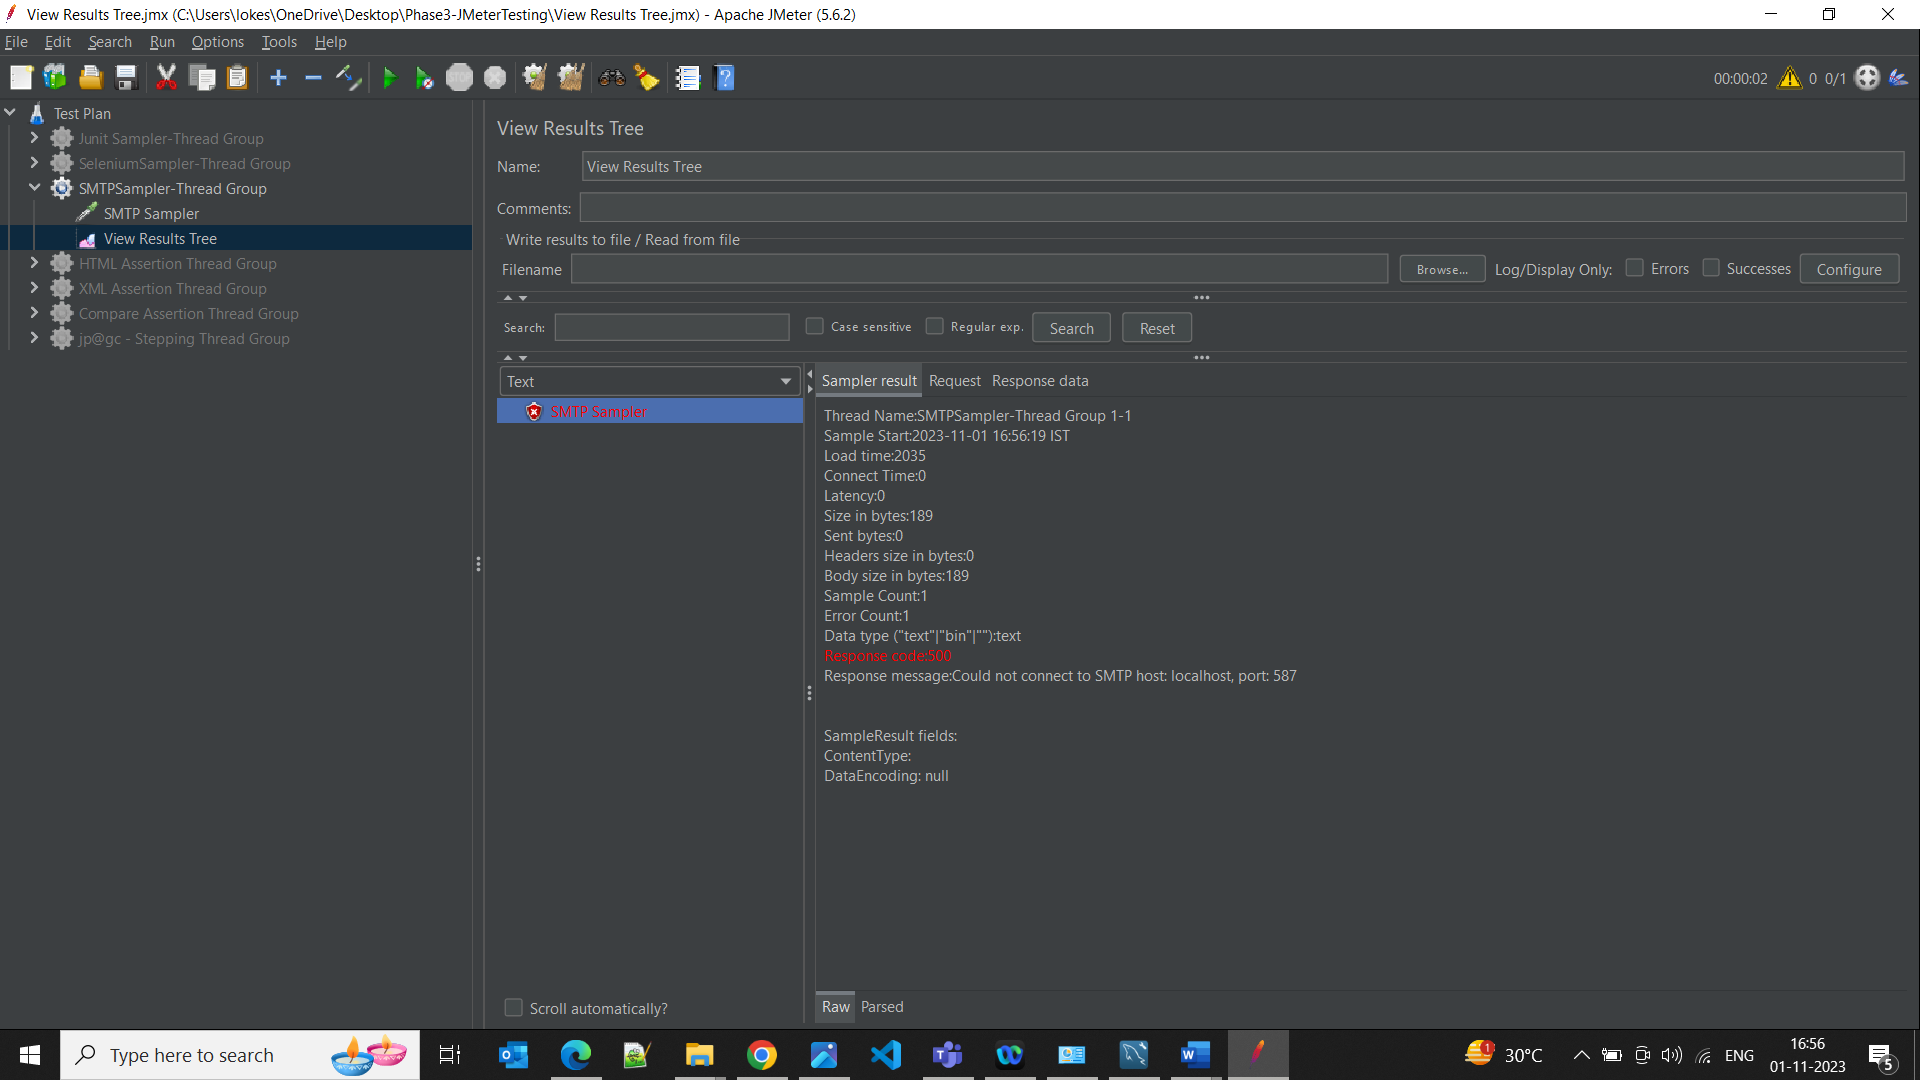 View Results Tree.jmx (C:\Users\lokes\OneDrive\Desktop\Phase3-JMeterTesting\View Results Tree.jmx) - Apache JMeter (5.6.2)
File Edit Search Run Options Tools Help
STOP
00:00:02 0 0/1
Test Plan
Junit Sampler-Thread Group
SeleniumSampler-Thread Group
SMTPSampler-Thread Group
SMTP Sampler
View Results Tree
HTML Assertion Thread Group
XML Assertion Thread Group
Compare Assertion Thread Group
jp@gc - Stepping Thread Group
View Results Tree
Name: View Results Tree
Comments:
Write results to file / Read from file
Filename Browse... Log/Display Only: Errors Successes Configure
Search: Case sensitive Regular exp. Search Reset
Text
SMTP Sampler
Sampler result Request Response data
Thread Name:SMTPSampler-Thread Group 1-1
Sample Start:2023-11-01 16:56:19 IST
Load time:2035
Connect Time:0
Latency:0
Size in bytes:189
Sent bytes:0
Headers size in bytes:0
Body size in bytes:189
Sample Count:1
Error Count:1
Data type ("text"|"bin"|""):text
Response code:500
Response message:Could not connect to SMTP host: localhost, port: 587
SampleResult fields:
ContentType:
DataEncoding: null
Scroll automatically?
Raw Parsed
Type here to search
1 30°C ENG
16:56
01-11-2023
5